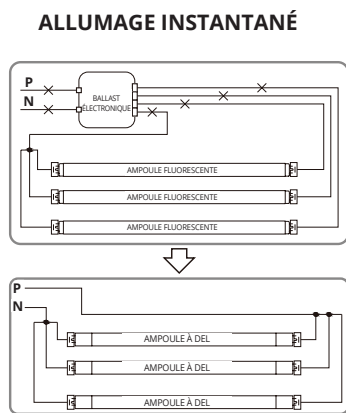 ALLUMAGE INSTANTANÉ
P
N
BALLAST
ÉLECTRONIQUE
AMPOULE FLUORESCENTE
AMPOULE FLUORESCENTE
AMPOULE FLUORESCENTE
P
N
AMPOULE À DEL
AMPOULE À DEL
AMPOULE À DEL